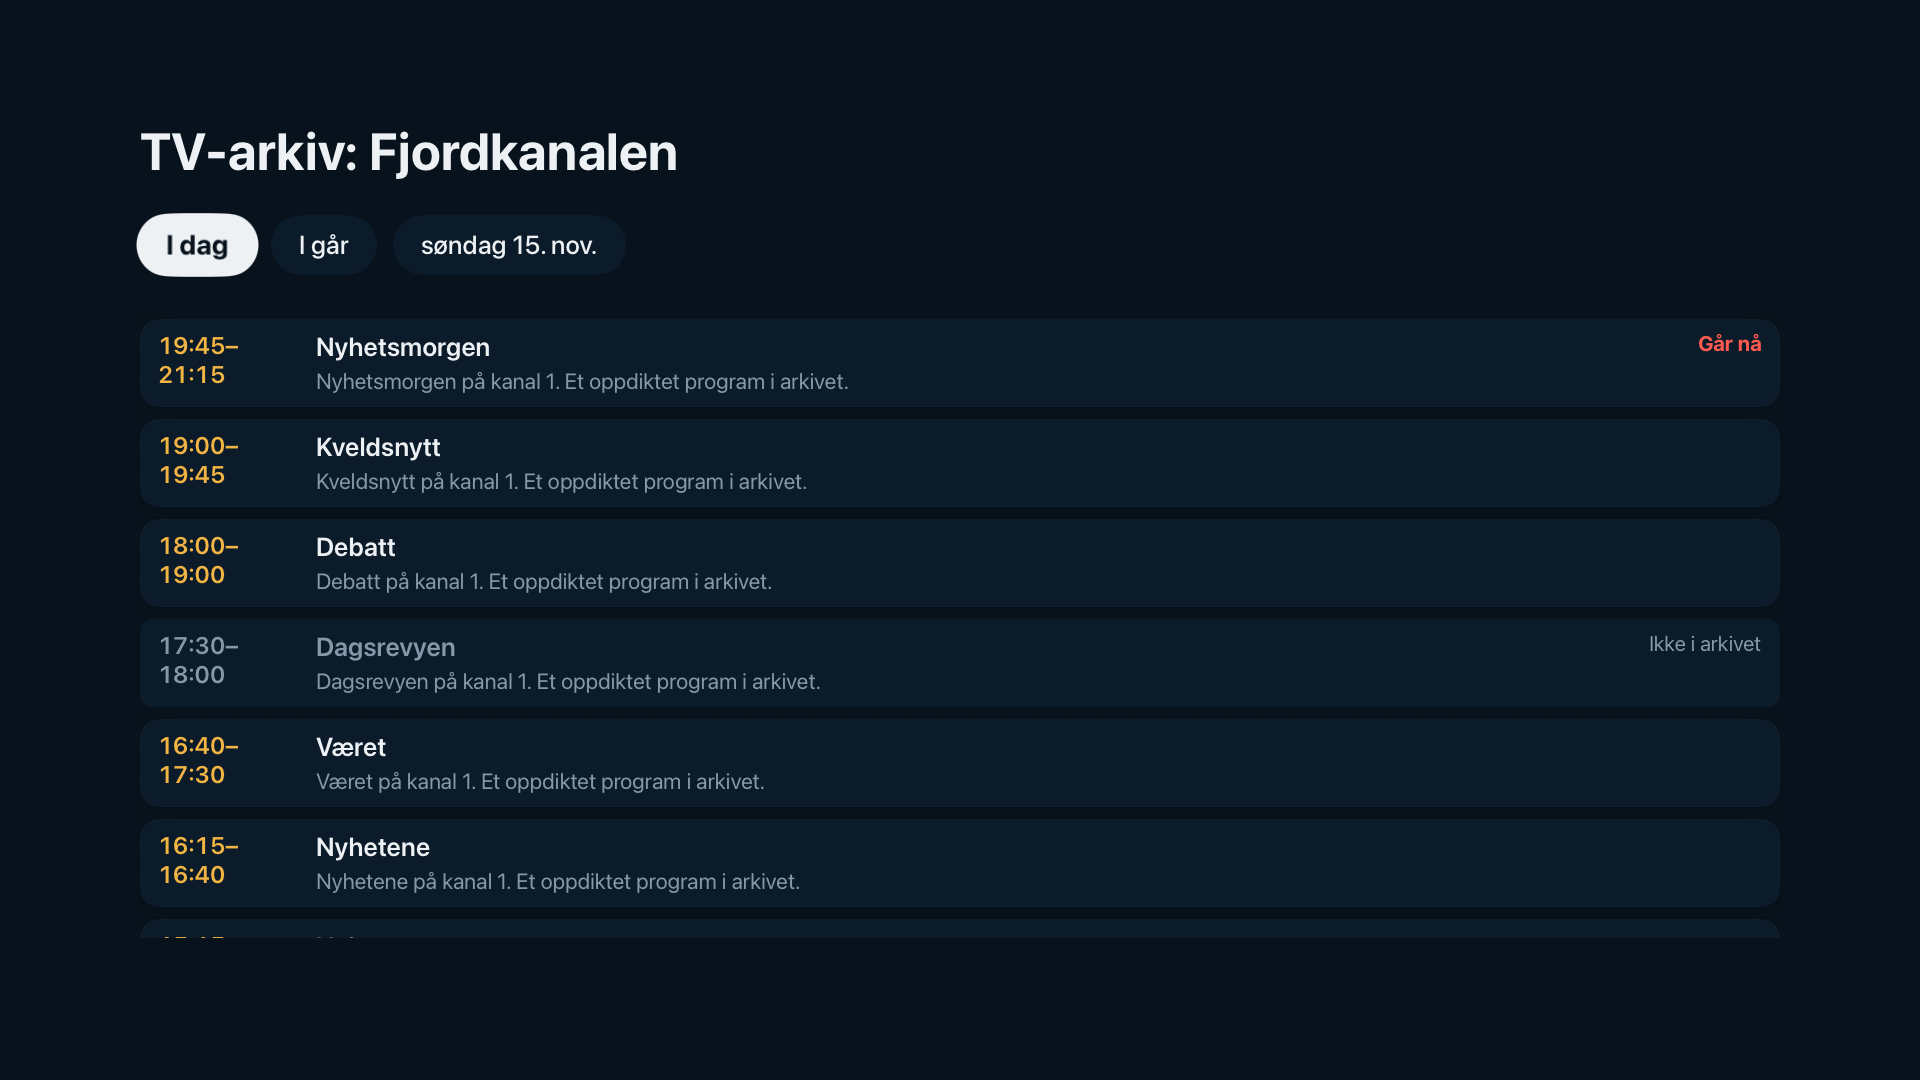 TV-arkiv: Fjordkanalen
I dag
I går
søndag 15. nov.
19:45–
21:15
Nyhetsmorgen
Nyhetsmorgen på kanal 1. Et oppdiktet program i arkivet.
Går nå
19:00–
19:45
Kveldsnytt
Kveldsnytt på kanal 1. Et oppdiktet program i arkivet.
18:00–
19:00
Debatt
Debatt på kanal 1. Et oppdiktet program i arkivet.
17:30–
18:00
Dagsrevyen
Dagsrevyen på kanal 1. Et oppdiktet program i arkivet.
Ikke i arkivet
16:40–
17:30
Været
Været på kanal 1. Et oppdiktet program i arkivet.
16:15–
16:40
Nyhetene
Nyhetene på kanal 1. Et oppdiktet program i arkivet.